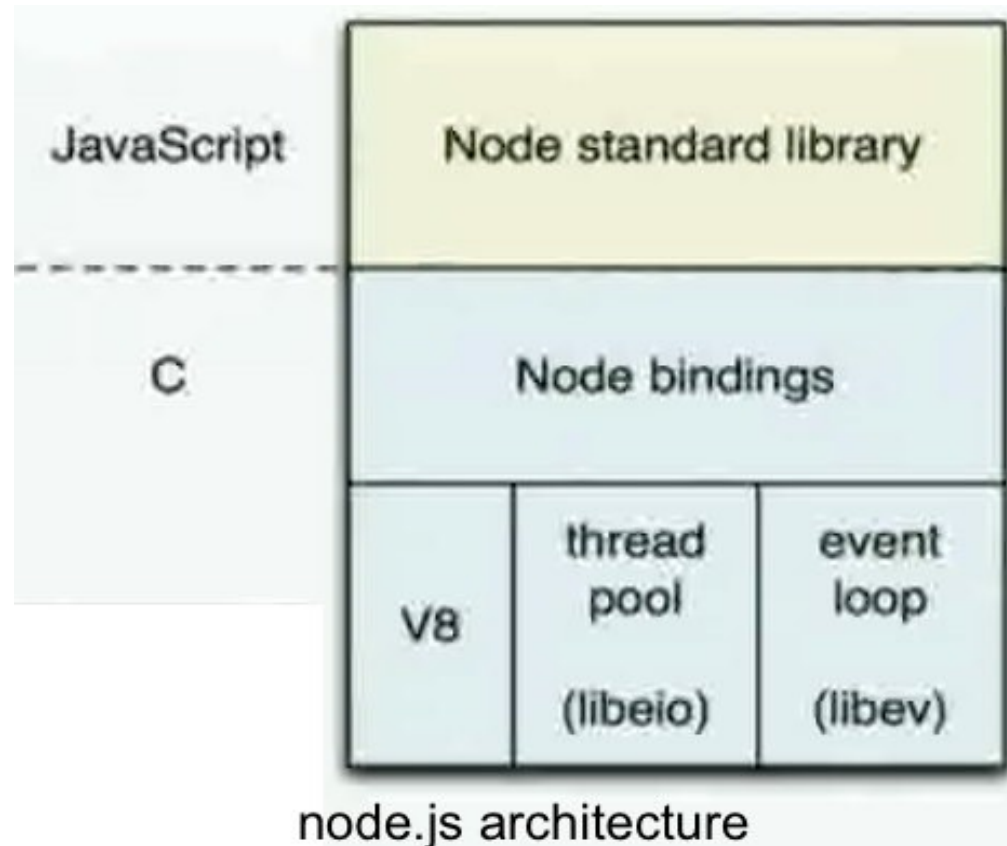 JavaScript
Node standard library
C
Node bindings
V8
thread
pool
(libeio)
event
loop
(libev)
node.js architecture